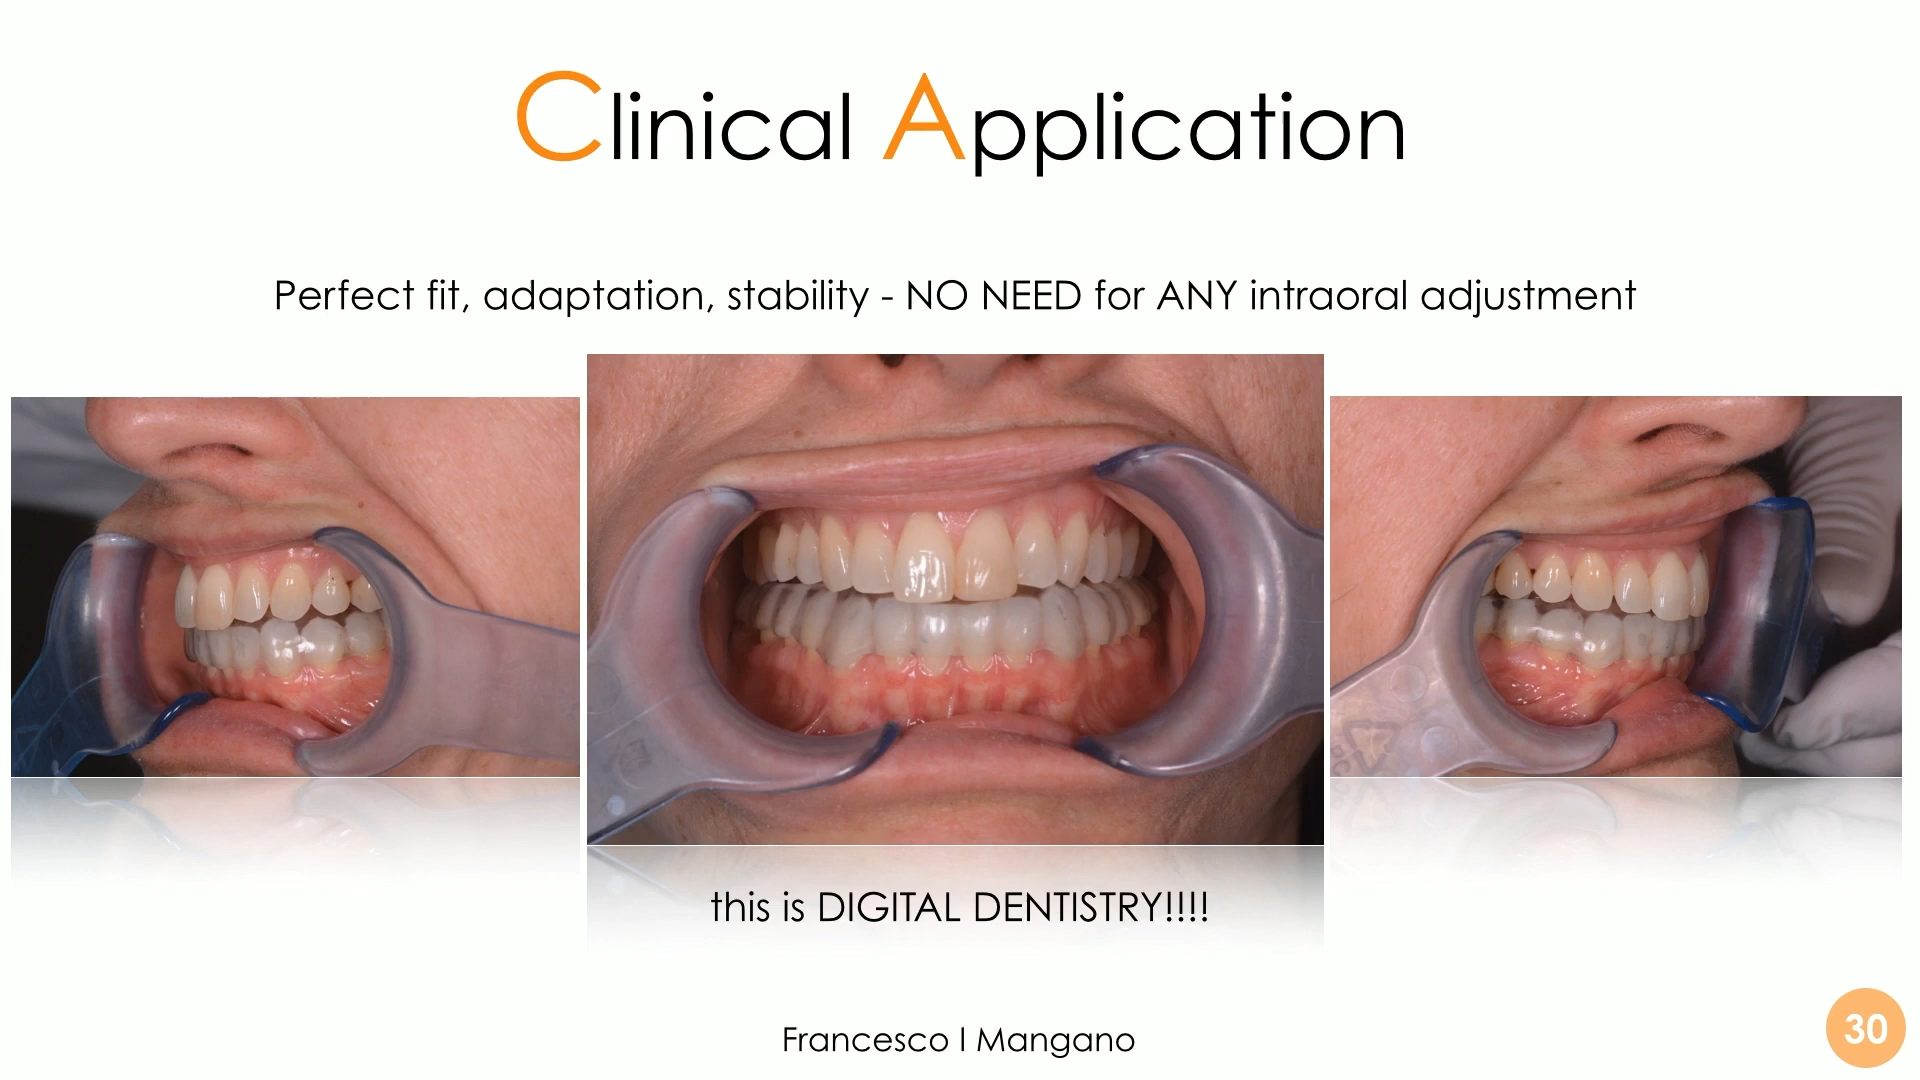 Clinical Application
Perfect fit, adaptation, stability - NO NEED for ANY intraoral adjustment
this is DIGITAL DENTISTRY!!!!
Francesco I Mangano
30